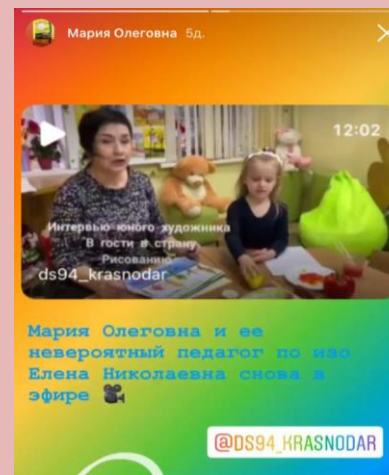 Мария Олеговна 5д.
12:02
Интервью юного художника
"В гости в страну
Рисованию
ds94_krasnodar
Мария Олеговна и ее
невероятный педагог по изо
Елена Николаевна снова в
эфире
@DS94_KRASNODAR